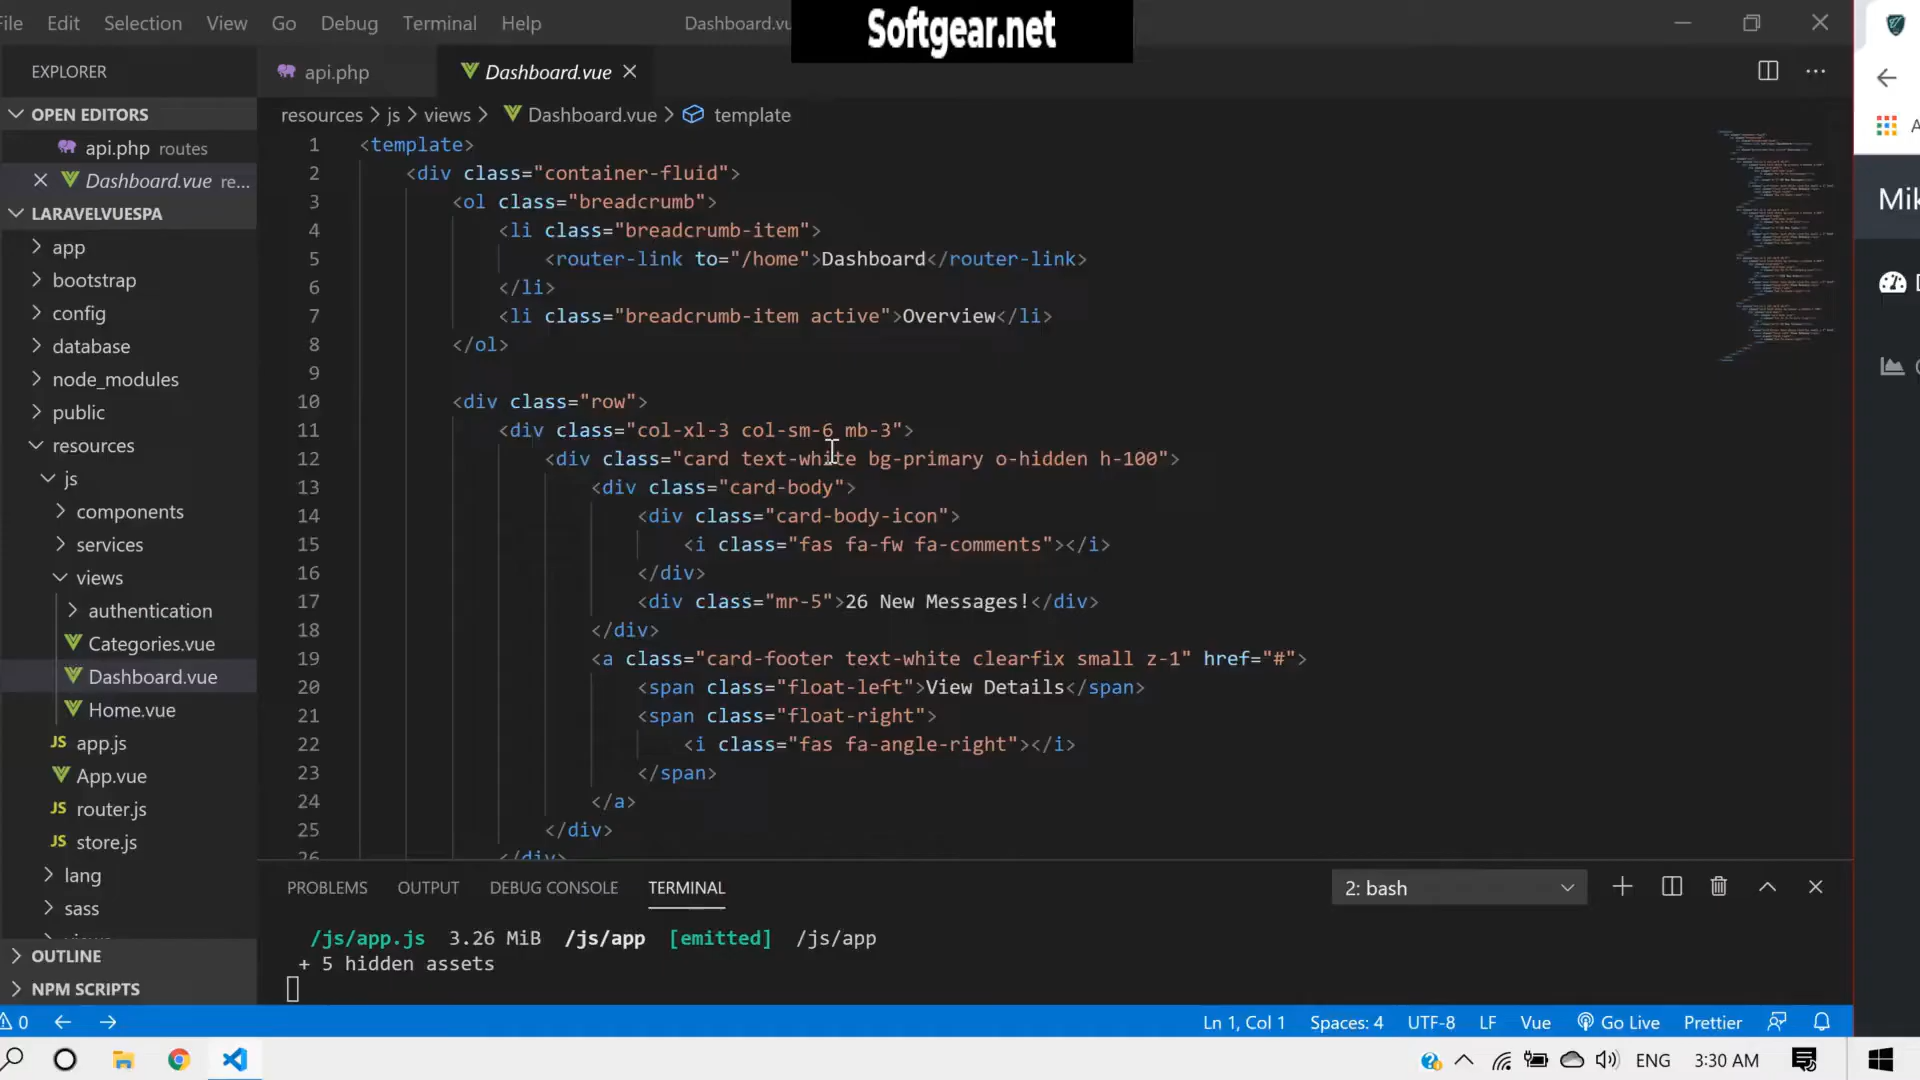 File Edit Selection View Go Debug Terminal Help Dashboard.vu
Softgear.net
EXPLORER
api.php
Dashboard.vue
OPEN EDITORS
api.php routes
Dashboard.vue re...
LARAVELVUESPA
app
bootstrap
config
database
node_modules
public
resources
js
components
services
views
authentication
Categories.vue
Dashboard.vue
Home.vue
JS app.js
App.vue
JS router.js
JS store.js
lang
sass
OUTLINE
NPM SCRIPTS
resources > js > views > Dashboard.vue > template
1 <template>
2 <div class="container-fluid">
3 <ol class="breadcrumb">
4 <li class="breadcrumb-item">
5 <router-link to="/home">Dashboard</router-link>
6 </li>
7 <li class="breadcrumb-item active">Overview</li>
8 </ol>
9
10 <div class="row">
11 <div class="col-xl-3 col-sm-6 mb-3">
12 <div class="card text-white bg-primary o-hidden h-100">
13 <div class="card-body">
14 <div class="card-body-icon">
15 <i class="fas fa-fw fa-comments"></i>
16 </div>
17 <div class="mr-5">26 New Messages!</div>
18 </div>
19 <a class="card-footer text-white clearfix small z-1" href="#">
20 <span class="float-left">View Details</span>
21 <span class="float-right">
22 <i class="fas fa-angle-right"></i>
23 </span>
24 </a>
25 </div>
26 </div>
Mik
PROBLEMS OUTPUT DEBUG CONSOLE TERMINAL
2: bash
/js/app.js 3.26 MiB /js/app [emitted] /js/app
+ 5 hidden assets
0
Ln 1, Col 1 Spaces: 4 UTF-8 LF Vue Go Live Prettier
ENG 3:30 AM